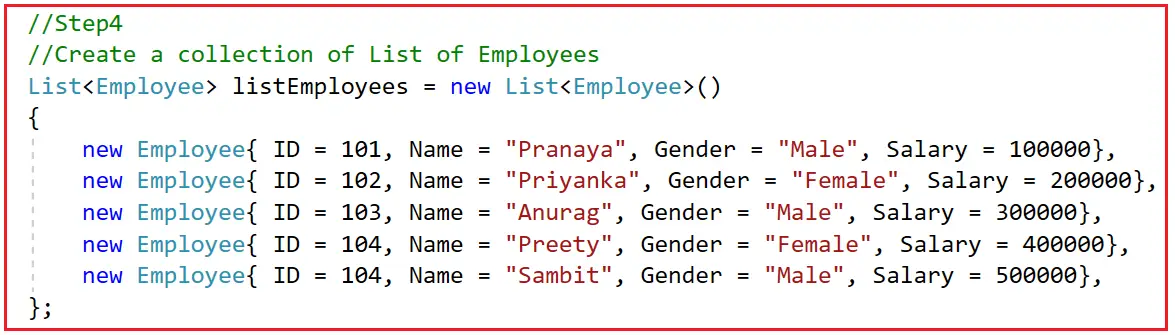 //Step4
//Create a collection of List of Employees
List<Employee> listEmployees = new List<Employee>()
{
    new Employee{ ID = 101, Name = "Pranaya", Gender = "Male", Salary = 100000},
    new Employee{ ID = 102, Name = "Priyanka", Gender = "Female", Salary = 200000},
    new Employee{ ID = 103, Name = "Anurag", Gender = "Male", Salary = 300000},
    new Employee{ ID = 104, Name = "Preety", Gender = "Female", Salary = 400000},
    new Employee{ ID = 104, Name = "Sambit", Gender = "Male", Salary = 500000},
};